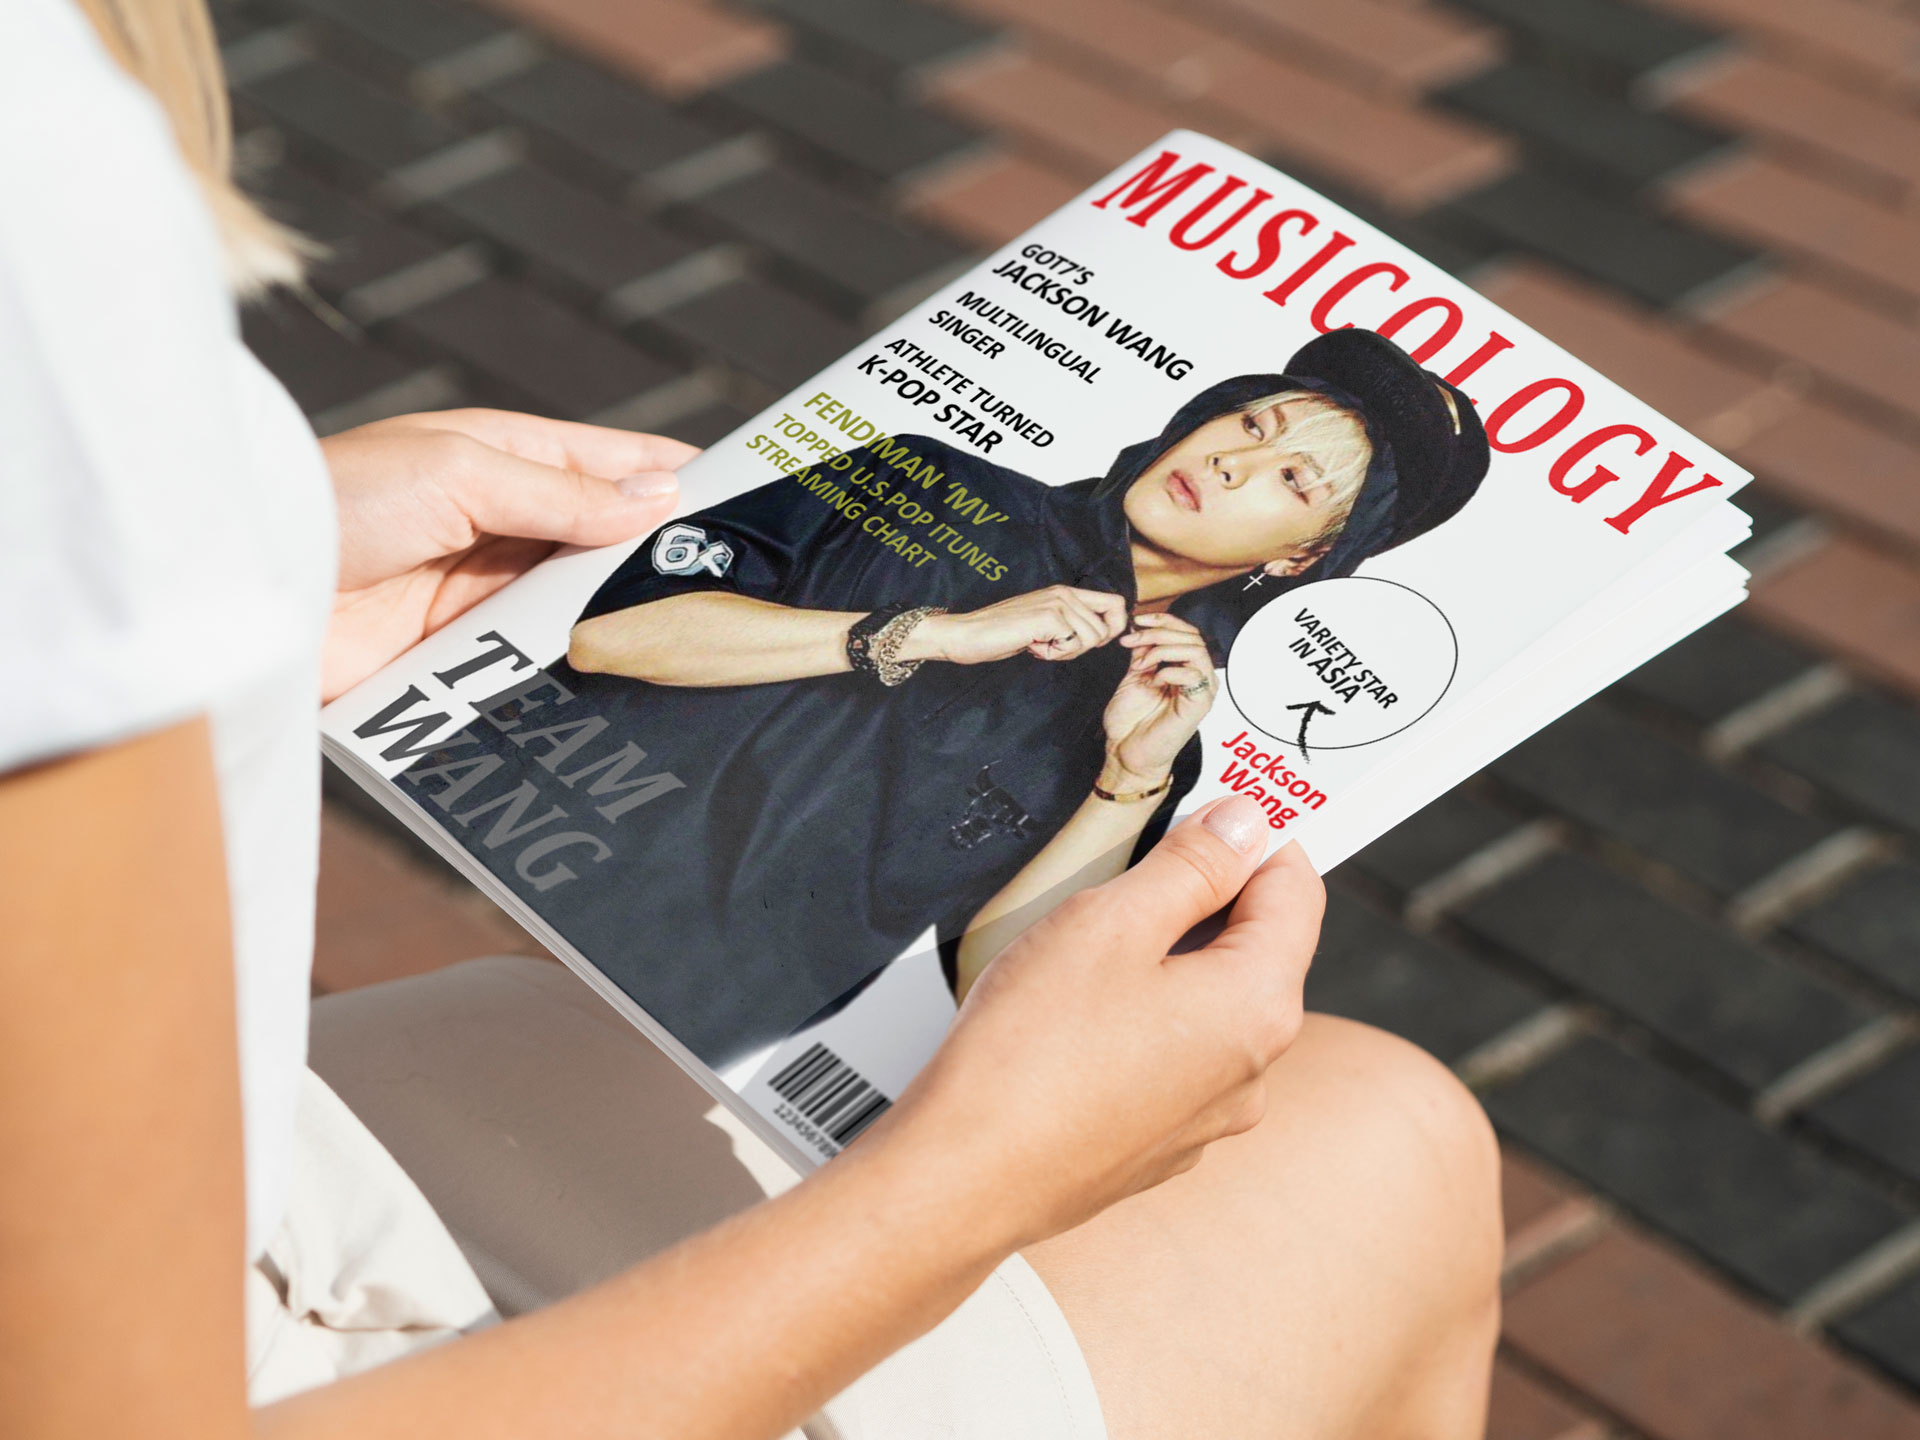 MUSICOLOGY
GOT7'S
JACKSON WANG
MULTILINGUAL
SINGER
ATHLETE TURNED
K-POP STAR
FENDIMAN 'MV'
TOPPED U.S.POP ITUNES
STREAMING CHART
VARIETY STAR
IN ASIA
Jackson
Wang
TEAM
WANG